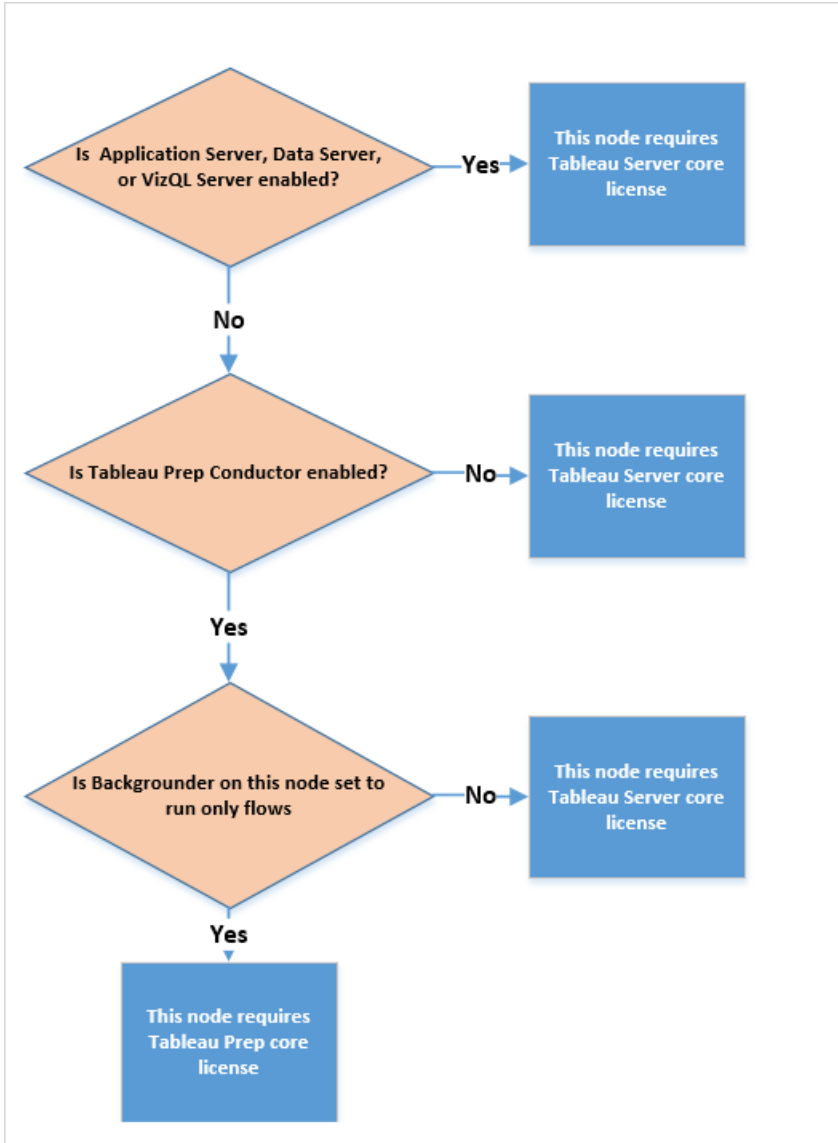 Is Application Server, Data Server,
or VizQL Server enabled?
Yes
This node requires
Tableau Server core
license
No
Is Tableau Prep Conductor enabled?
No
This node requires
Tableau Server core
license
Yes
Is Backgrounder on this node set to
run only flows
No
This node requires
Tableau Server core
license
Yes
This node requires
Tableau Prep core
license